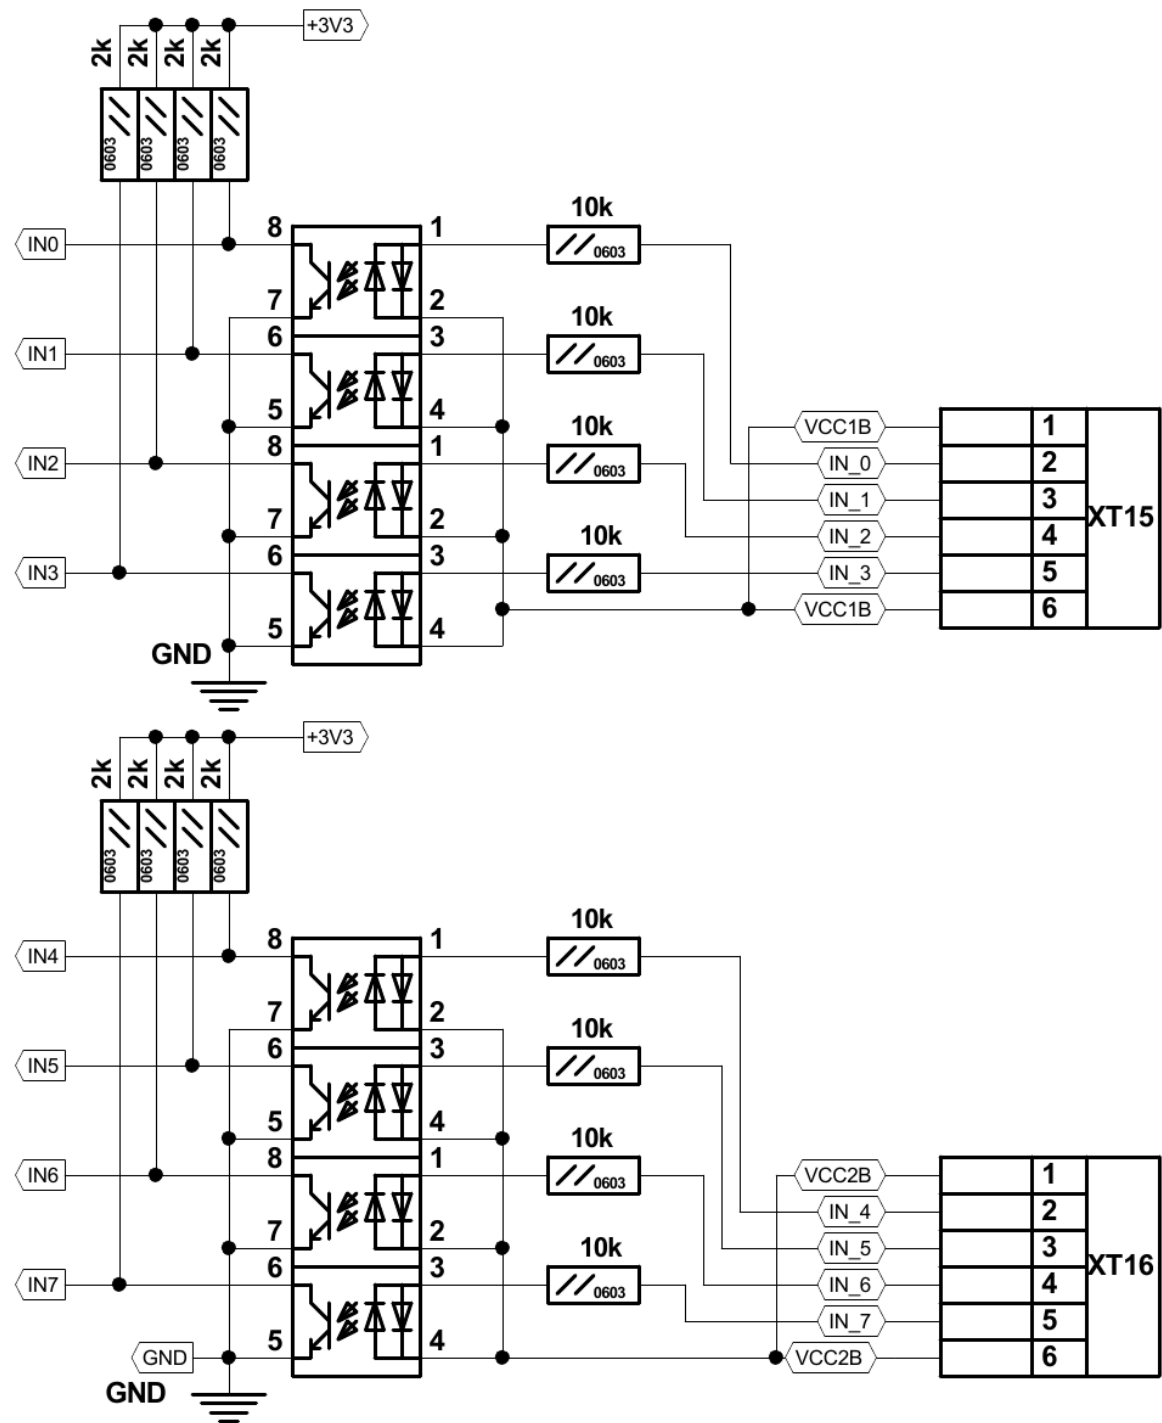 +3V3
2k 2k 2k 2k
0603 0603 0603 0603
10k
IN0 8 1 0603
7 2
10k
IN1 6 3 0603
5 4
10k
VCC1B 1
IN2 8 1 0603 IN_0 2
IN_1 3
XT15
7 2 IN_2 4
10k
IN3 6 3 0603 IN_3 5
VCC1B 6
5 4
GND
+3V3
2k 2k 2k 2k
0603 0603 0603 0603
10k
IN4 8 1 0603
7 2
10k
IN5 6 3 0603
5 4
10k
IN6 8 1 0603 VCC2B 1
IN_4 2
7 2 IN_5 3
10k
XT16
IN7 6 3 0603 IN_6 4
IN_7 5
GND 5 4 VCC2B 6
GND